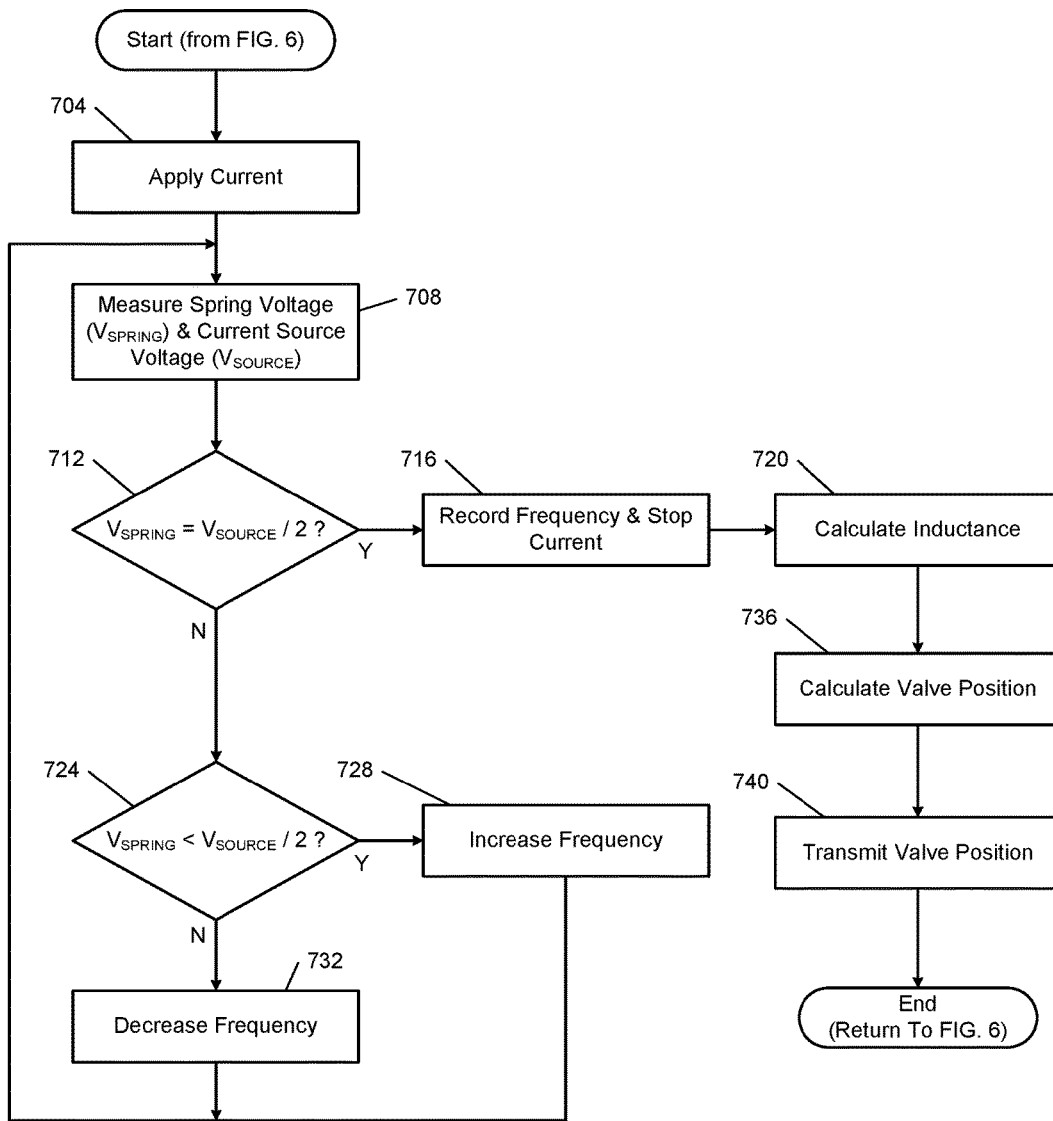 Start (from FIG. 6)
704
Apply Current
Measure Spring Voltage
(VSPRING) & Current Source
Voltage (VSOURCE)
708
712
VSPRING = VSOURCE / 2 ?
Y
N
716
Record Frequency & Stop
Current
720
Calculate Inductance
736
Calculate Valve Position
724
VSPRING < VSOURCE / 2 ?
Y
N
728
Increase Frequency
740
Transmit Valve Position
732
Decrease Frequency
End
(Return To FIG. 6)